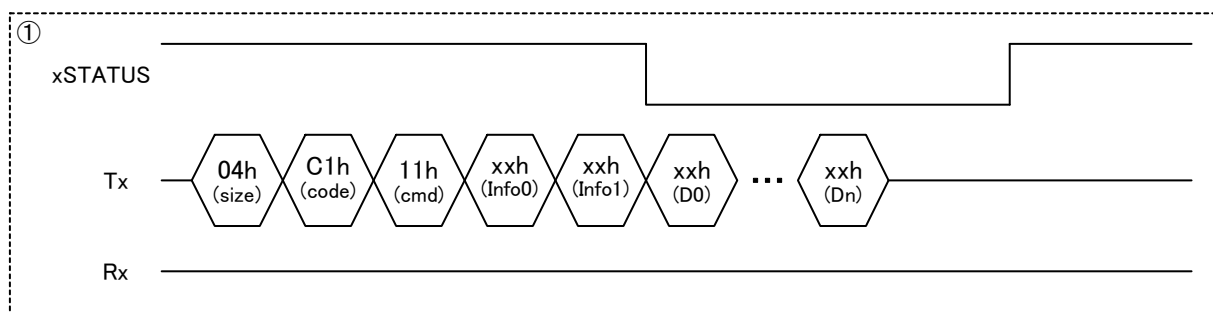 ①
xSTATUS
Tx
04h
(size)
C1h
(code)
11h
(cmd)
xxh
(Info0)
xxh
(Info1)
xxh
(D0)
...
xxh
(Dn)
Rx